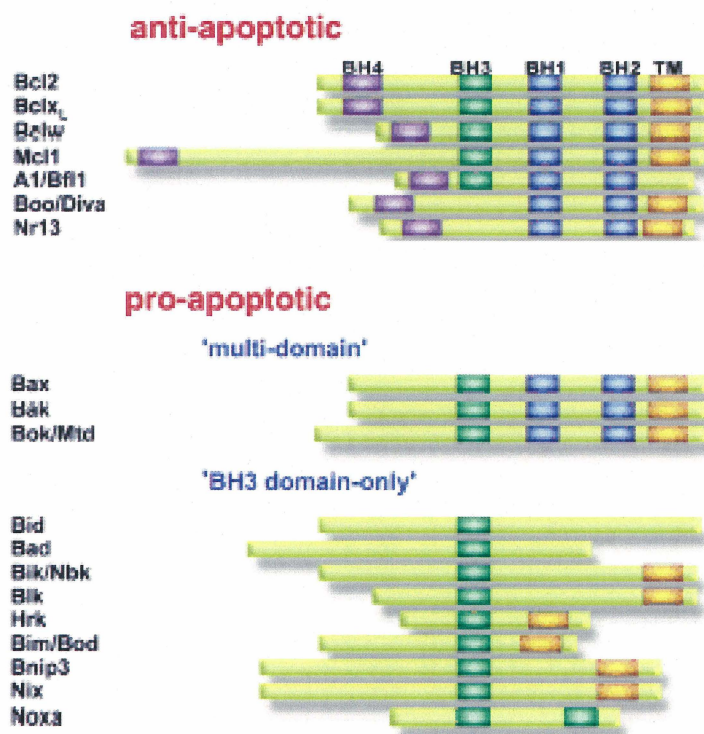 anti-apoptotic
BH4 BH3 BH1 BH2 TM
Bcl2
BclxL
Bclw
Mcl1
A1/Bfl1
Boo/Diva
Nr13
pro-apoptotic
'multi-domain'
Bax
Bak
Bok/Mtd
'BH3 domain-only'
Bid
Bad
Bik/Nbk
Blk
Hrk
Bim/Bod
Bnip3
Nix
Noxa